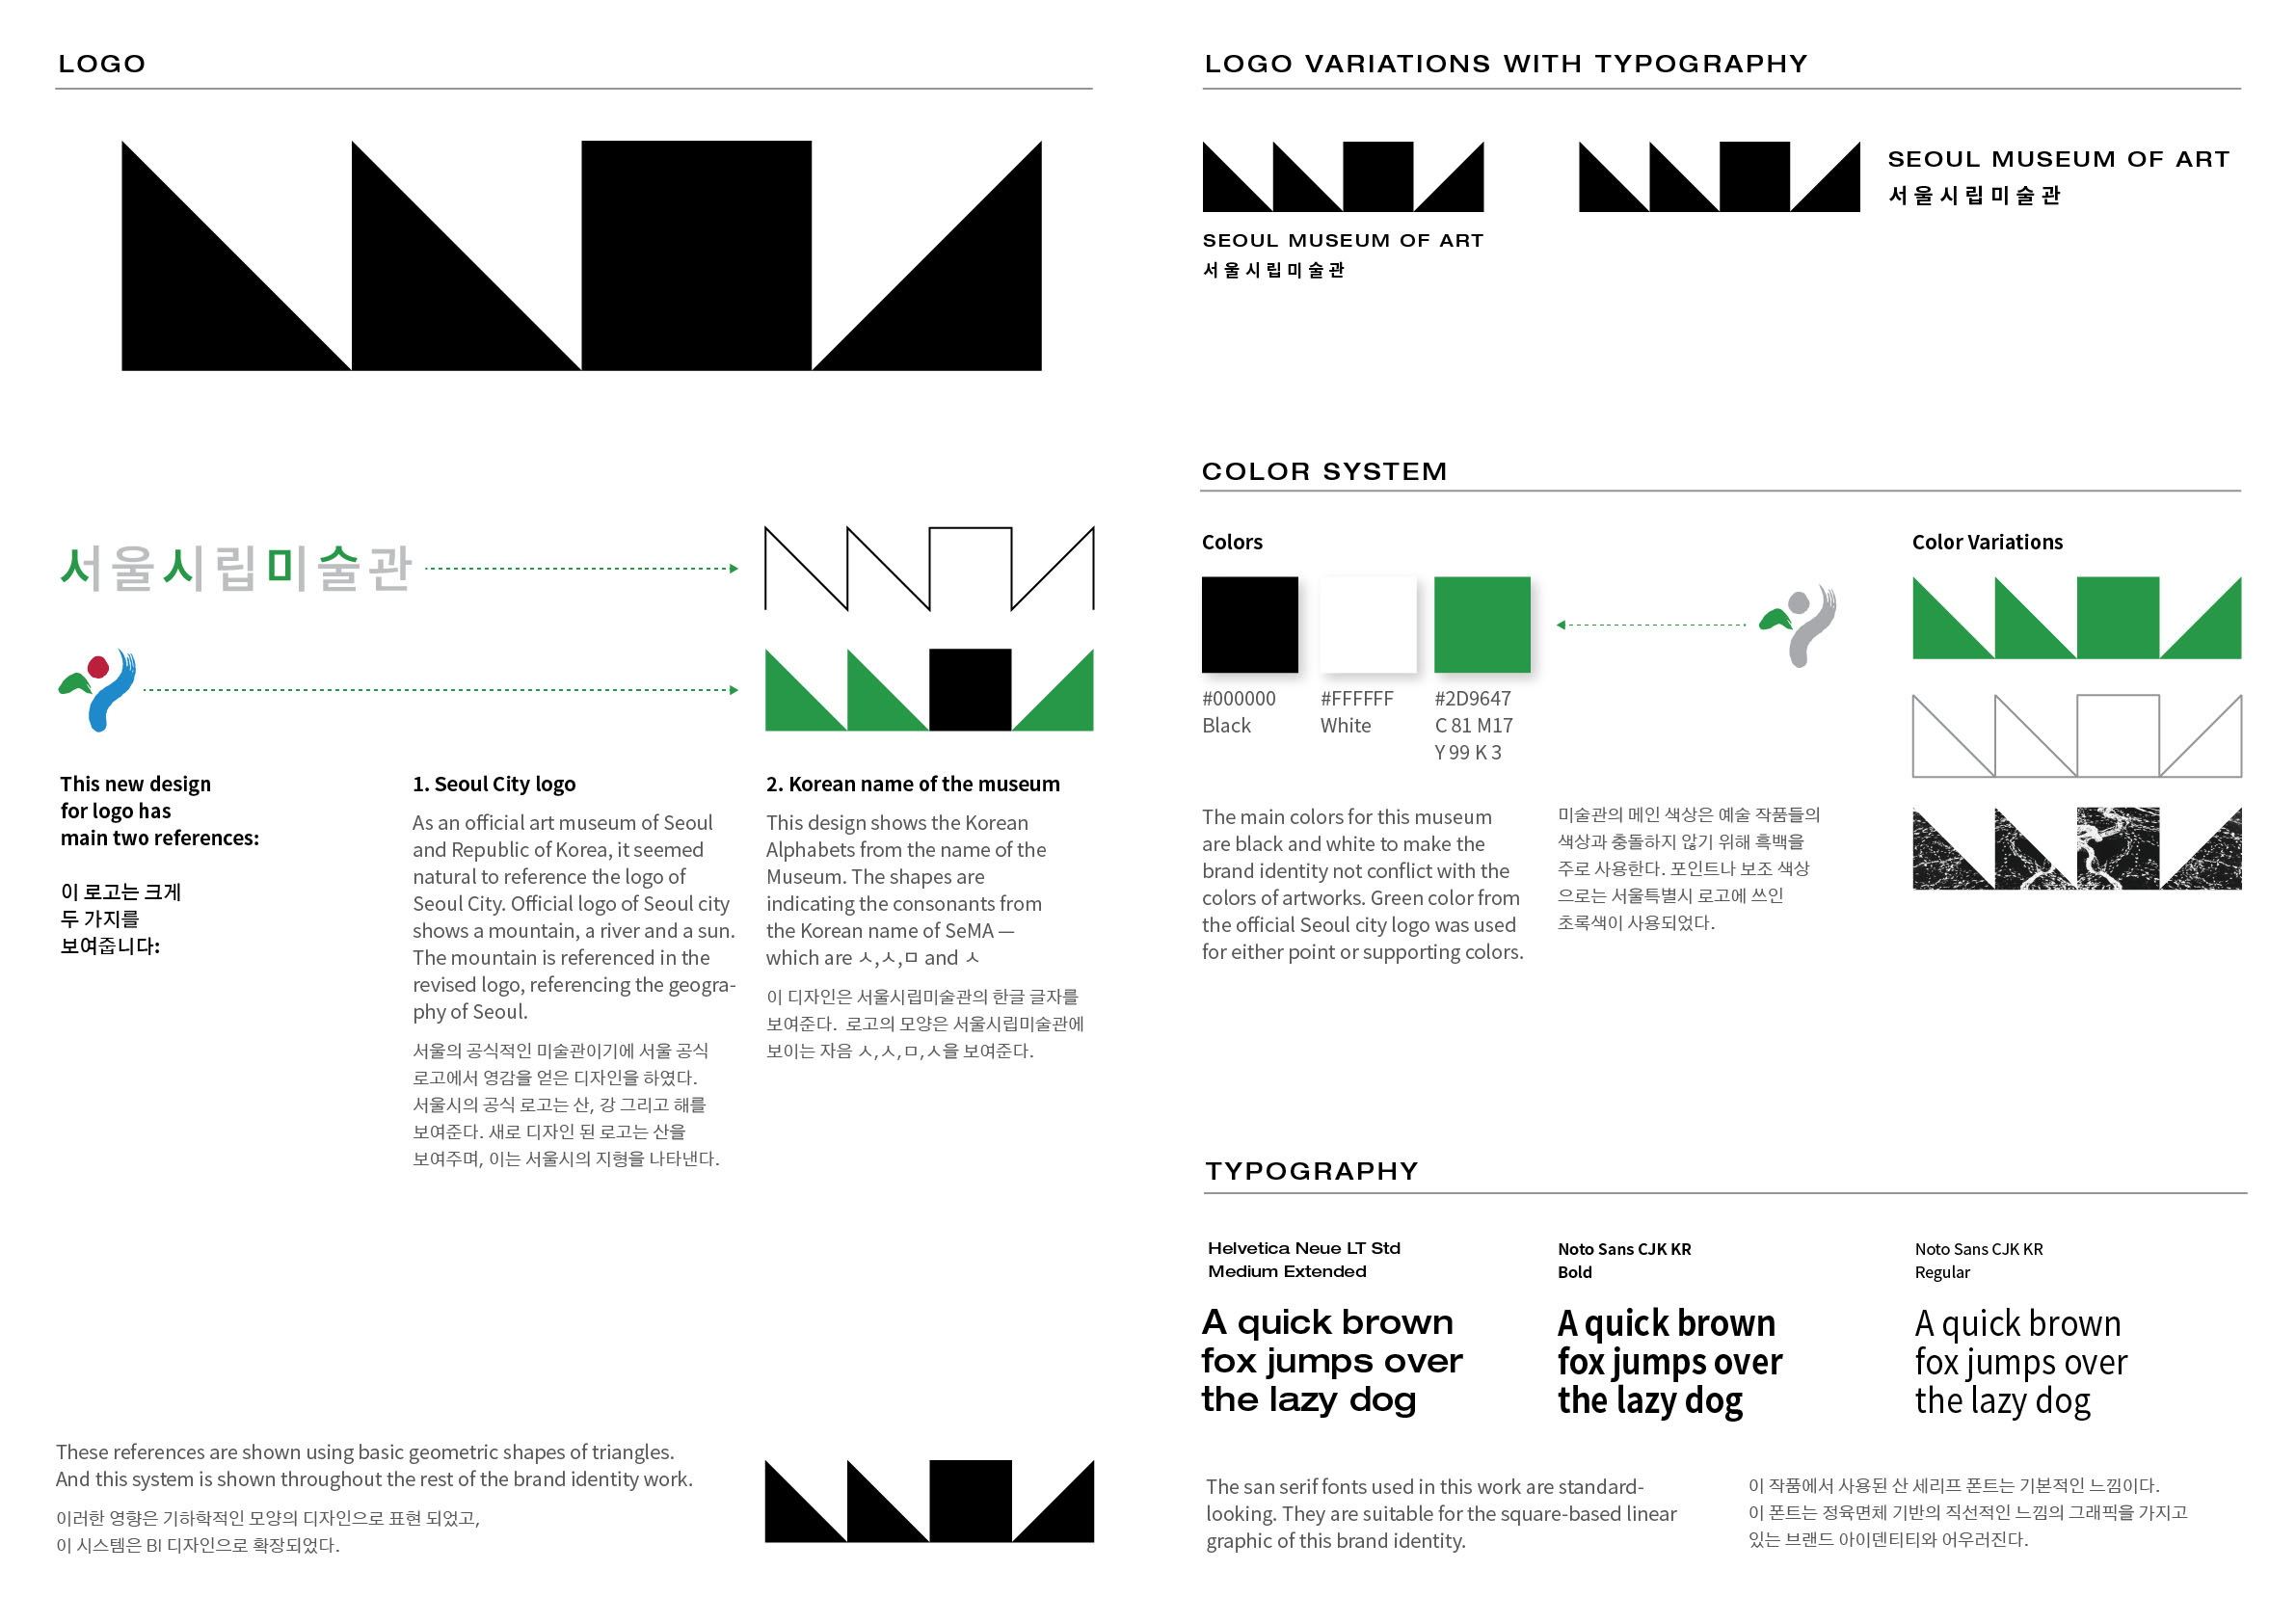 LOGO
서울시립미술관
This new design
for logo has
main two references:
이 로고는 크게
두 가지를
보여줍니다:
1. Seoul City logo
As an official art museum of Seoul
and Republic of Korea, it seemed
natural to reference the logo of
Seoul City. Official logo of Seoul city
shows a mountain, a river and a sun.
The mountain is referenced in the
revised logo, referencing the geogra-
phy of Seoul.
서울의 공식적인 미술관이기에 서울 공식
로고에서 영감을 얻은 디자인을 하였다.
서울시의 공식 로고는 산, 강 그리고 해를
보여준다. 새로 디자인 된 로고는 산을
보여주며, 이는 서울시의 지형을 나타낸다.
2. Korean name of the museum
This design shows the Korean
Alphabets from the name of the
Museum. The shapes are
indicating the consonants from
the Korean name of SeMA —
which are ㅅ,ㅅ,ㅁ and ㅅ
이 디자인은 서울시립미술관의 한글 글자를
보여준다. 로고의 모양은 서울시립미술관에
보이는 자음 ㅅ,ㅅ,ㅁ,ㅅ을 보여준다.
These references are shown using basic geometric shapes of triangles.
And this system is shown throughout the rest of the brand identity work.
이러한 영향은 기하학적인 모양의 디자인으로 표현 되었고,
이 시스템은 BI 디자인으로 확장되었다.
LOGO VARIATIONS WITH TYPOGRAPHY
SEOUL MUSEUM OF ART
서울시립미술관
SEOUL MUSEUM OF ART
서울시립미술관
COLOR SYSTEM
Colors
#000000
Black
#FFFFFF
White
#2D9647
C 81 M17
Y 99 K 3
Color Variations
The main colors for this museum
are black and white to make the
brand identity not conflict with the
colors of artworks. Green color from
the official Seoul city logo was used
for either point or supporting colors.
미술관의 메인 색상은 예술 작품들의
색상과 충돌하지 않기 위해 흑백을
주로 사용한다. 포인트나 보조 색상
으로는 서울특별시 로고에 쓰인
초록색이 사용되었다.
TYPOGRAPHY
Helvetica Neue LT Std
Medium Extended
A quick brown
fox jumps over
the lazy dog
Noto Sans CJK KR
Bold
A quick brown
fox jumps over
the lazy dog
Noto Sans CJK KR
Regular
A quick brown
fox jumps over
the lazy dog
The san serif fonts used in this work are standard-
looking. They are suitable for the square-based linear
graphic of this brand identity.
이 작품에서 사용된 산 세리프 폰트는 기본적인 느낌이다.
이 폰트는 정육면체 기반의 직선적인 느낌의 그래픽을 가지고
있는 브랜드 아이덴티티와 어우러진다.